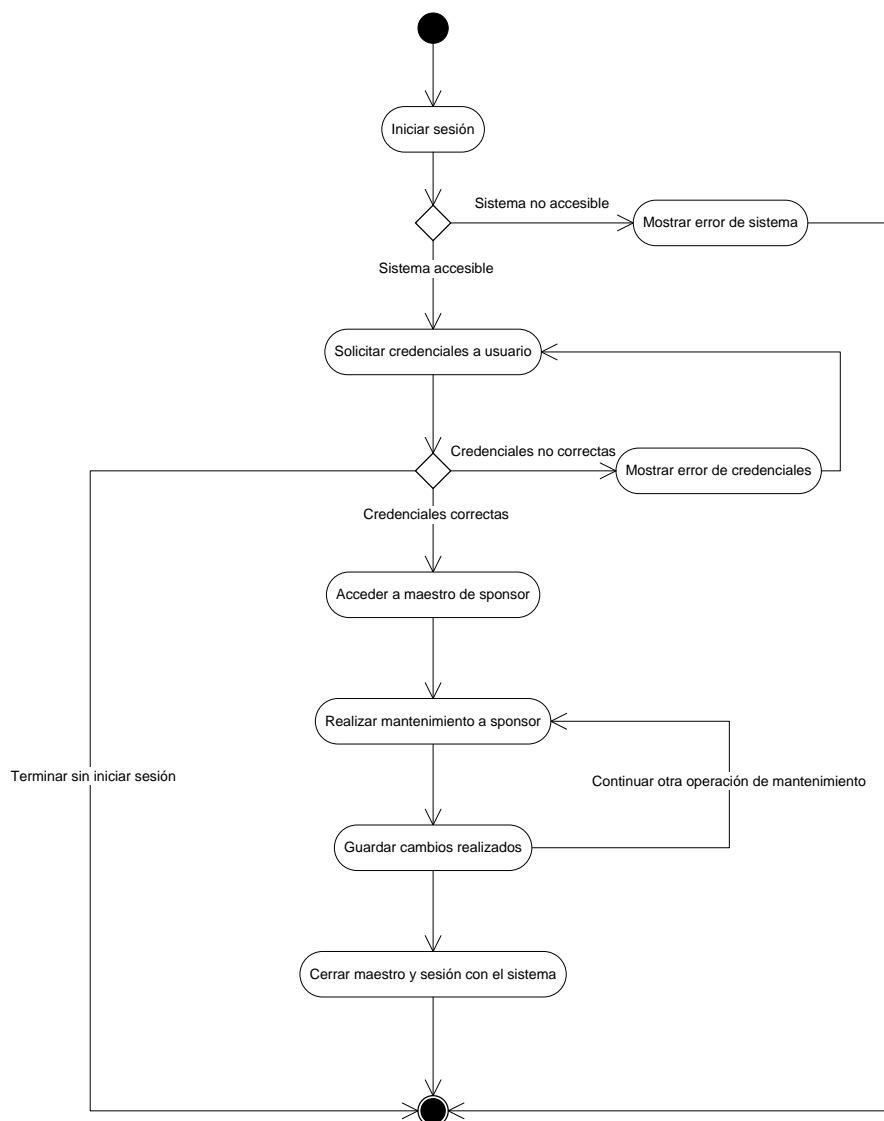 Iniciar sesión
Sistema no accesible
Mostrar error de sistema
Sistema accesible
Solicitar credenciales a usuario
Credenciales no correctas
Mostrar error de credenciales
Credenciales correctas
Acceder a maestro de sponsor
Realizar mantenimiento a sponsor
Terminar sin iniciar sesión
Continuar otra operación de mantenimiento
Guardar cambios realizados
Cerrar maestro y sesión con el sistema